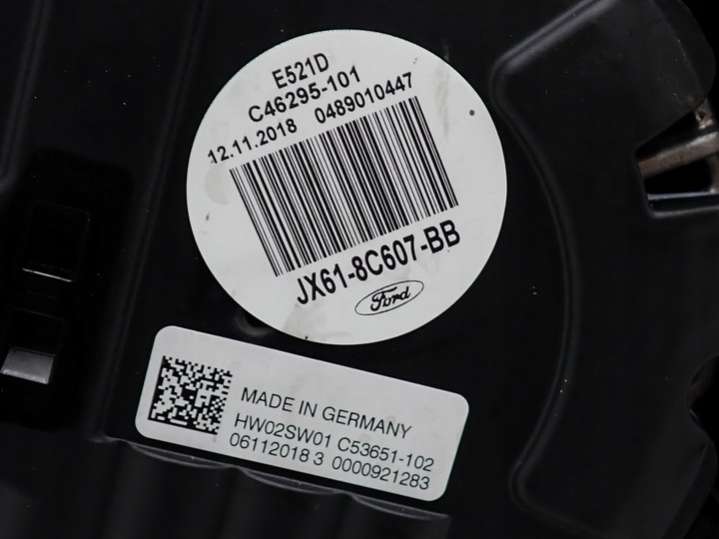 E521D
C46295-101
12.11.2018 0489010447
JX61-8C607-BB
Ford
MADE IN GERMANY
HW02SW01 C53651-102
06112018 3 0000921283